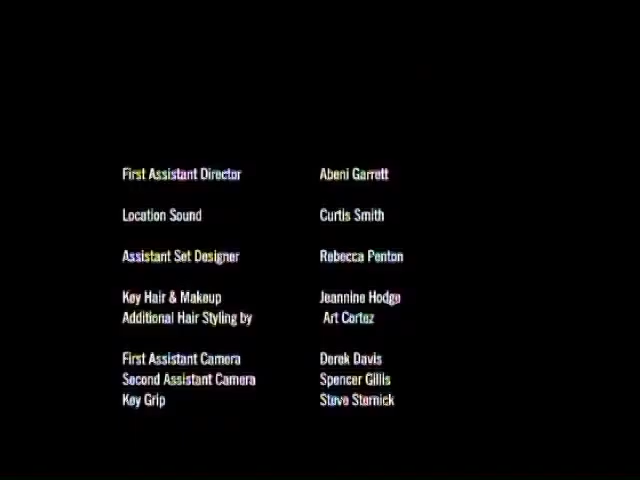 First Assistant Director Abeni Garrett
Location Sound Curtis Smith
Assistant Set Designer Rebecca Penton
Key Hair & Makeup Jeannine Hodge
Additional Hair Styling by Art Cortez
First Assistant Camera Derek Davis
Second Assistant Camera Spencer Gillis
Key Grip Steve Sternick